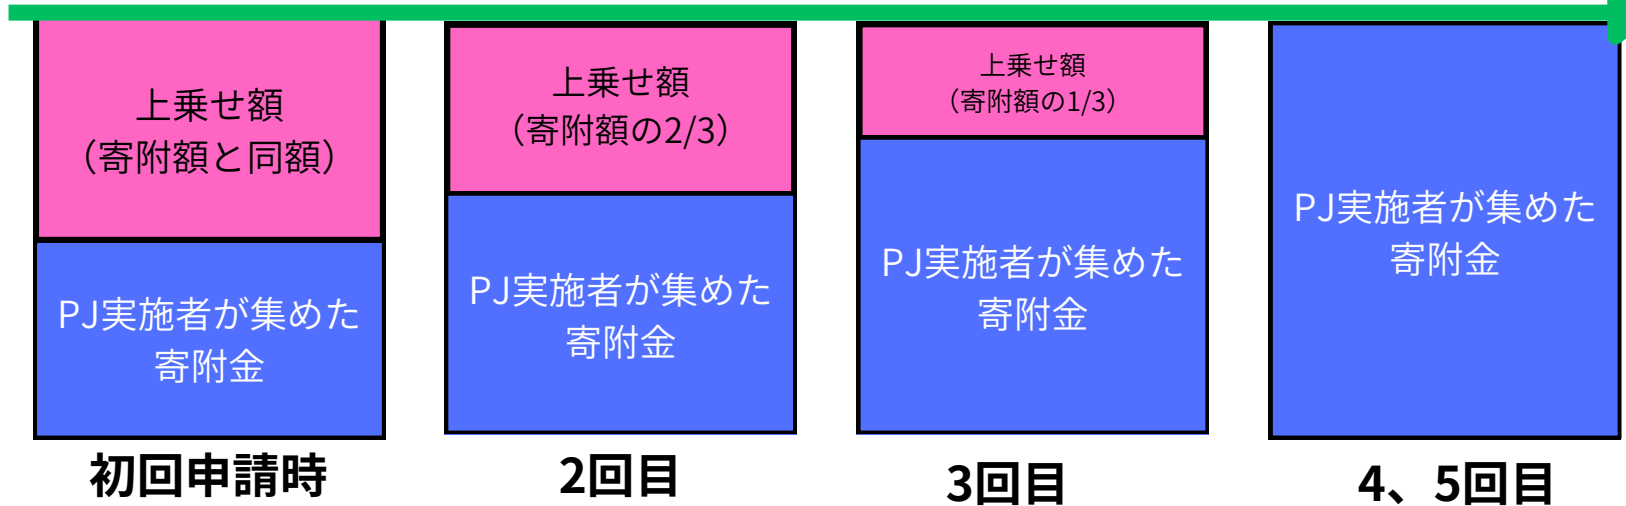 上乗せ額
（寄附額と同額）
PJ実施者が集めた
寄附金
初回申請時
上乗せ額
（寄附額の2/3）
PJ実施者が集めた
寄附金
2回目
上乗せ額
（寄附額の1/3）
PJ実施者が集めた
寄附金
3回目
PJ実施者が集めた
寄附金
4、5回目